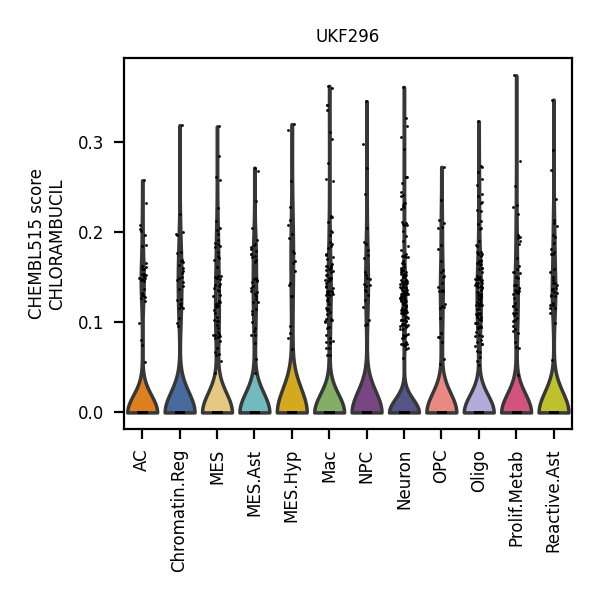 UKF296
CHEMBL515 score
CHLORAMBUCIL
0.3
0.2
0.1
0.0
AC
Chromatin.Reg
MES
MES.Ast
MES.Hyp
Mac
NPC
Neuron
OPC
Oligo
Prolif.Metab
Reactive.Ast